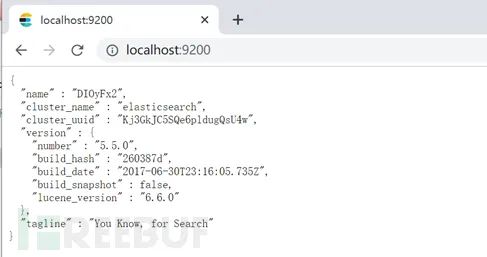 localhost:9200
localhost:9200
{
"name" : "DIOyFx2",
"cluster_name" : "elasticsearch",
"cluster_uuid" : "Kj3GkJC5SQe6pldugQsU4w",
"version" : {
"number" : "5.5.0",
"build_hash" : "260387d",
"build_date" : "2017-06-30T23:16:05.735Z",
"build_snapshot" : false,
"lucene_version" : "6.6.0"
},
"tagline" : "You Know, for Search"
}
REEBUF